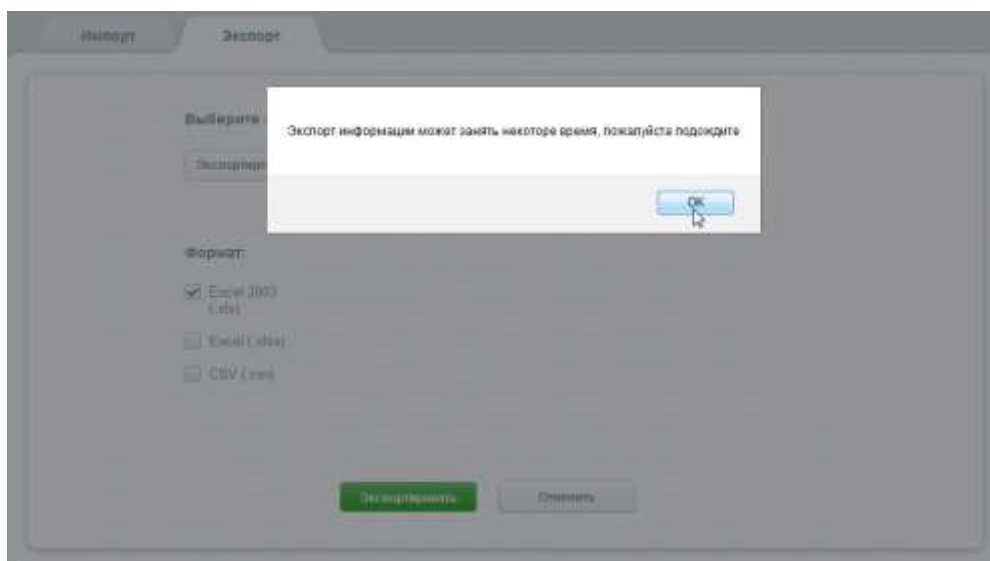 Импорт
Экспорт
Выберите
Экспорт информации может занять некоторе время, пожалуйста подождите
OK
Формат:
Excel 2003
(.xls)
Excel (.xlsx)
CSV (.csv)
Экспортировать
Отменить